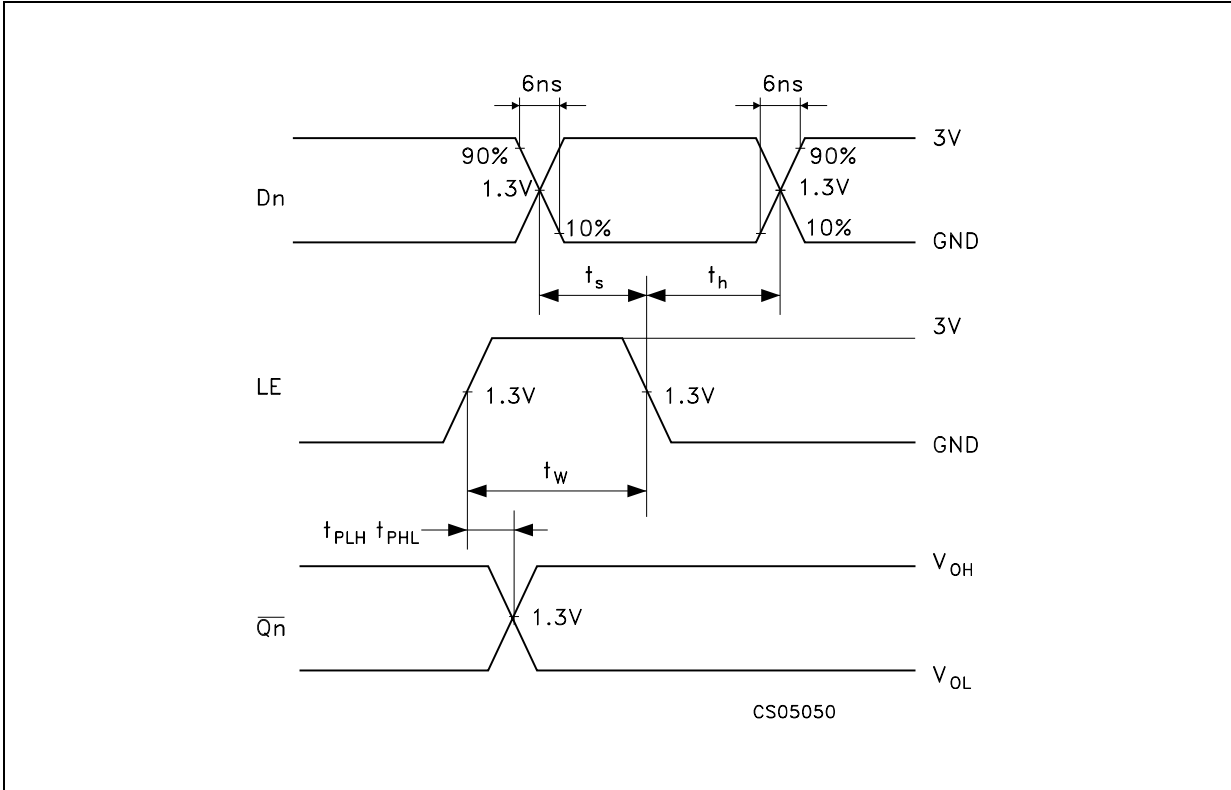 6ns 6ns
3V
90% 90%
1.3V 1.3V
Dn
10% 10%
GND
ts th
3V
LE
1.3V 1.3V
GND
tW
tPLH tPHL
VOH
1.3V
Q̅n̅
VOL
CS05050